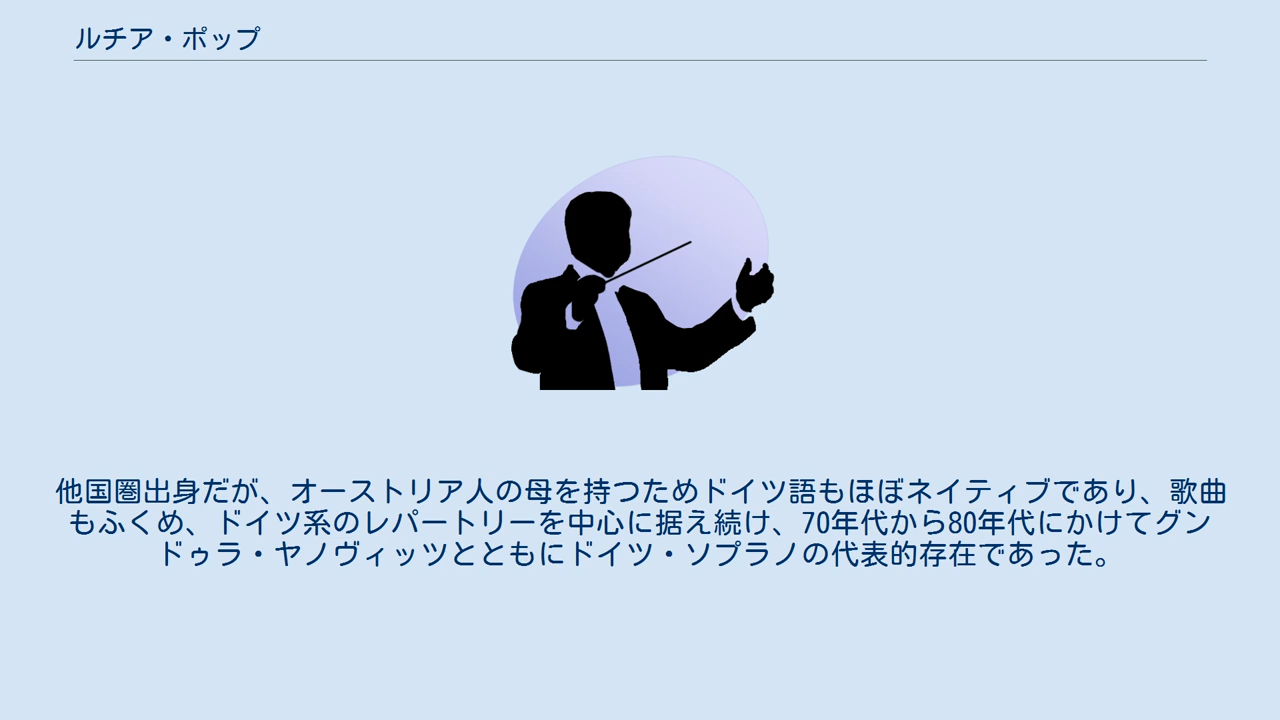 ルチア・ポップ
他国圏出身だが、オーストリア人の母を持つためドイツ語もほぼネイティブであり、歌曲
もふくめ、ドイツ系のレパートリーを中心に据え続け、70年代から80年代にかけてグン
ドゥラ・ヤノヴィッツとともにドイツ・ソプラノの代表的存在であった。